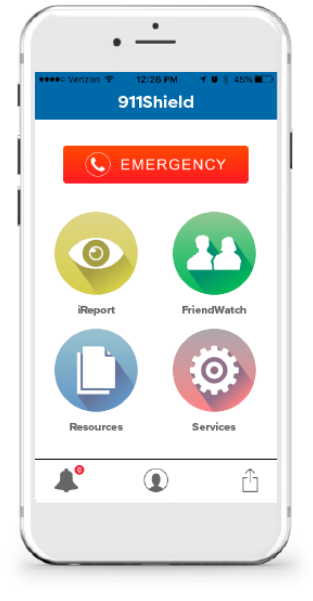 Verizon 12:26 PM 45%
911Shield
EMERGENCY
iReport
FriendWatch
Resources
Services
0